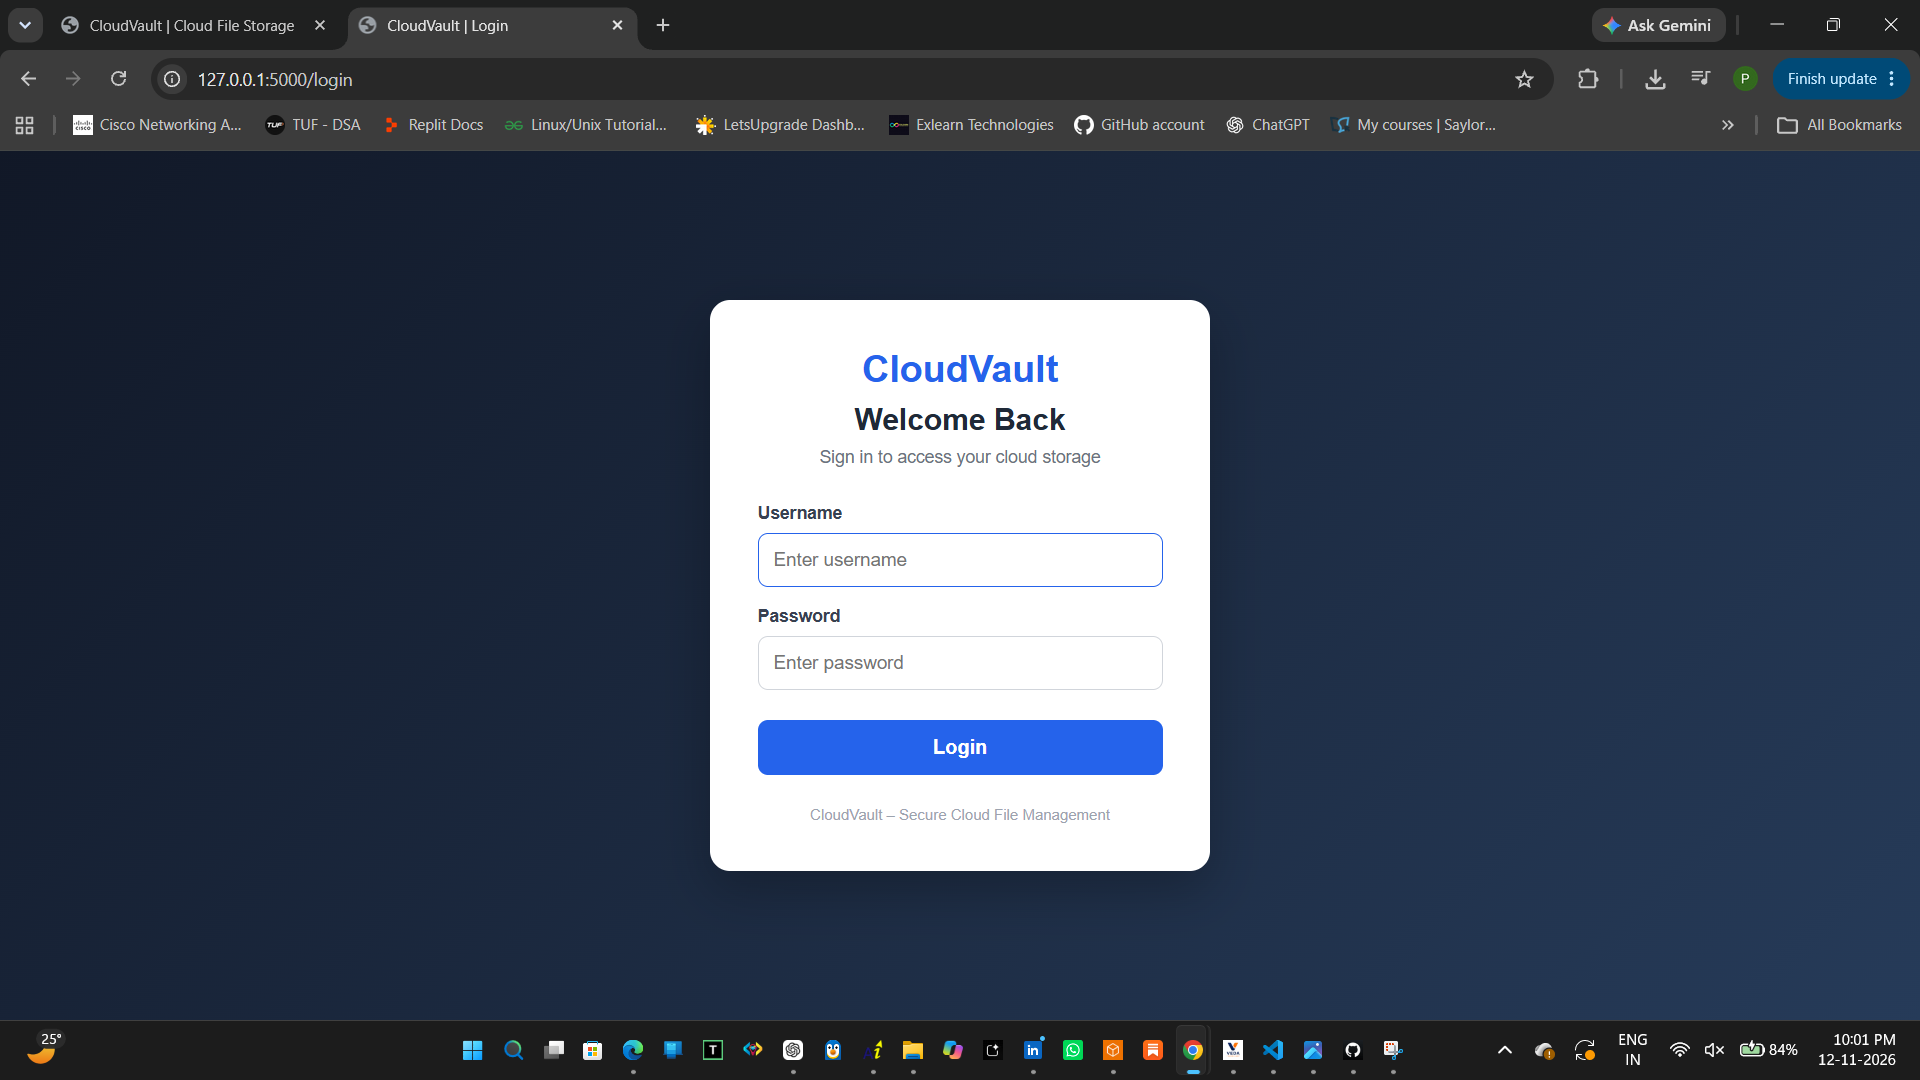 CloudVault | Cloud File Storage
CloudVault | Login
Ask Gemini
127.0.0.1:5000/login
P
Finish update
Cisco Networking A...
TUF - DSA
Replit Docs
Linux/Unix Tutorial...
LetsUpgrade Dashb...
Exlearn Technologies
GitHub account
ChatGPT
My courses | Saylor...
All Bookmarks
CloudVault
Welcome Back
Sign in to access your cloud storage
Username
Enter username
Password
Enter password
Login
CloudVault – Secure Cloud File Management
25°
ENG
IN
84%
10:01 PM
12-11-2026